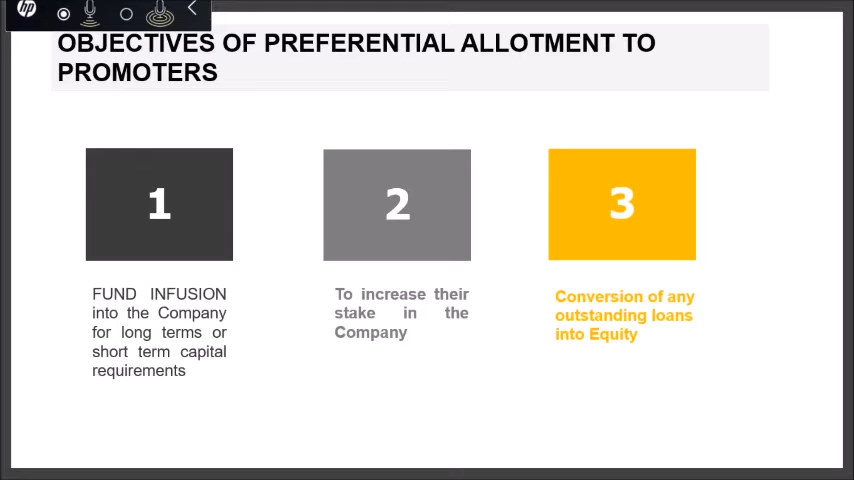 hp
OBJECTIVES OF PREFERENTIAL ALLOTMENT TO
PROMOTERS
1
2
3
FUND INFUSION
into the Company
for long terms or
short term capital
requirements
To increase their
stake in the
Company
Conversion of any
outstanding loans
into Equity